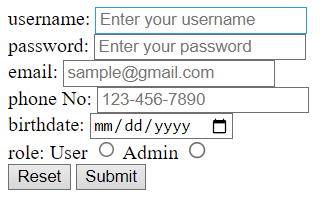 username: Enter your username
password: Enter your password
email: sample@gmail.com
phone No: 123-456-7890
birthdate: mm/dd/yyyy
role: User Admin
Reset Submit